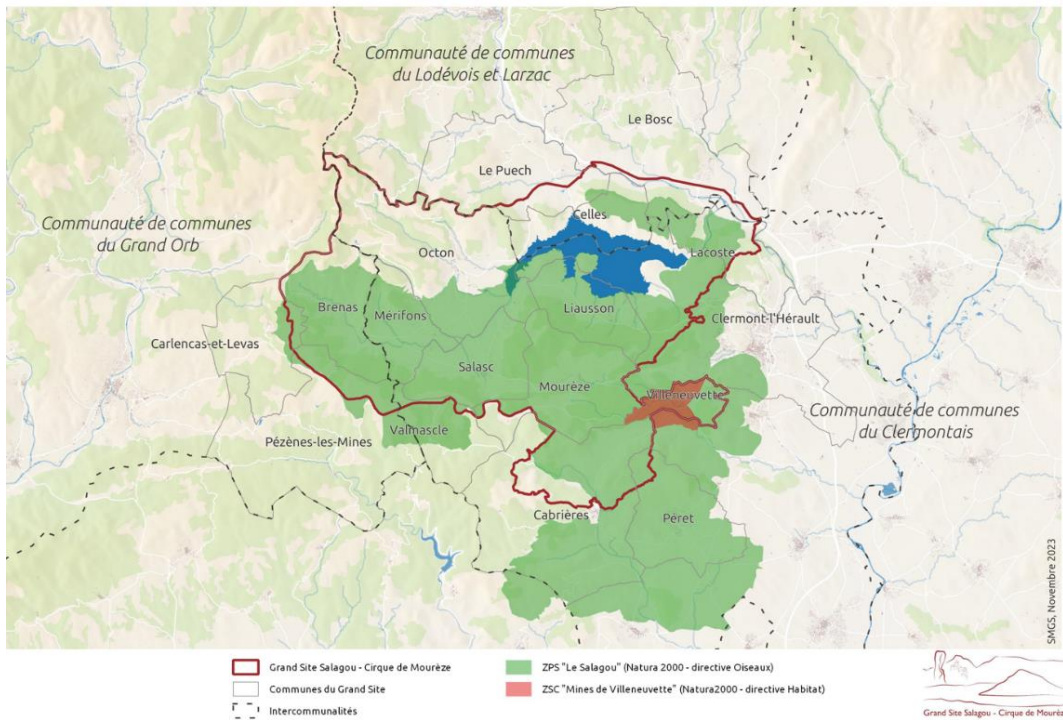 Communauté de communes
du Lodévois et Larzac
Le Bosc
Le Puech
Celles
Communauté de communes
du Grand Orb
Octon
Lacoste
Brenas
Mérifons
Liausson
Clermont-l'Hérault
Carlencas-et-Levas
Salasc
Mourèze
Villeneuvette
Communauté de communes
du Clermontais
Valmascle
Pézènes-les-Mines
Cabrières
Péret
SMGS, Novembre 2023
Grand Site Salagou - Cirque de Mourèze
Communes du Grand Site
Intercommunalités
ZPS "Le Salagou" (Natura 2000 - directive Oiseaux)
ZSC "Mines de Villeneuvette" (Natura2000 - directive Habitat)
Grand Site Salagou - Cirque de Mourèz